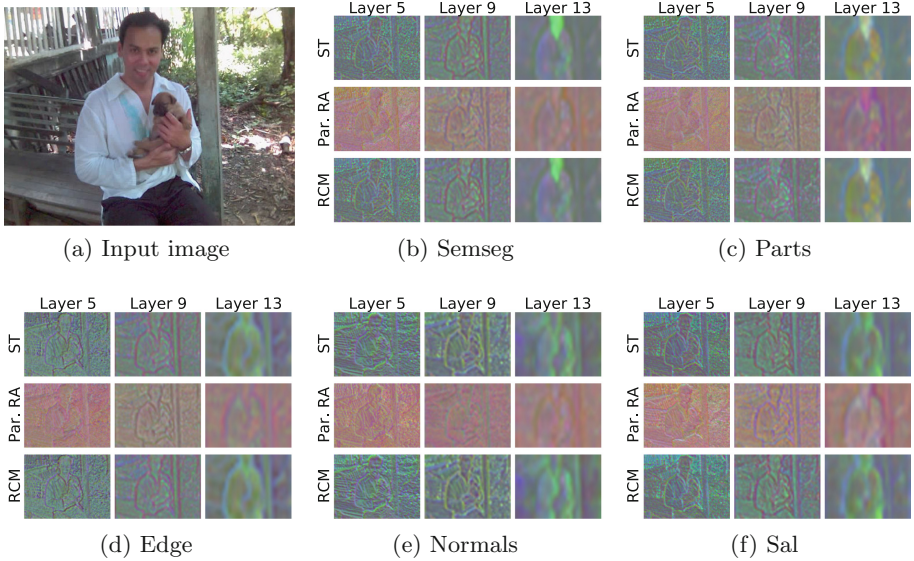 Layer 5 Layer 9 Layer 13
ST
Par. RA
RCM
Layer 5 Layer 9 Layer 13
ST
Par. RA
RCM
(a) Input image
(b) Semseg
(c) Parts
Layer 5 Layer 9 Layer 13
ST
Par. RA
RCM
(d) Edge
Layer 5 Layer 9 Layer 13
ST
Par. RA
RCM
(e) Normals
Layer 5 Layer 9 Layer 13
ST
Par. RA
RCM
(f) Sal